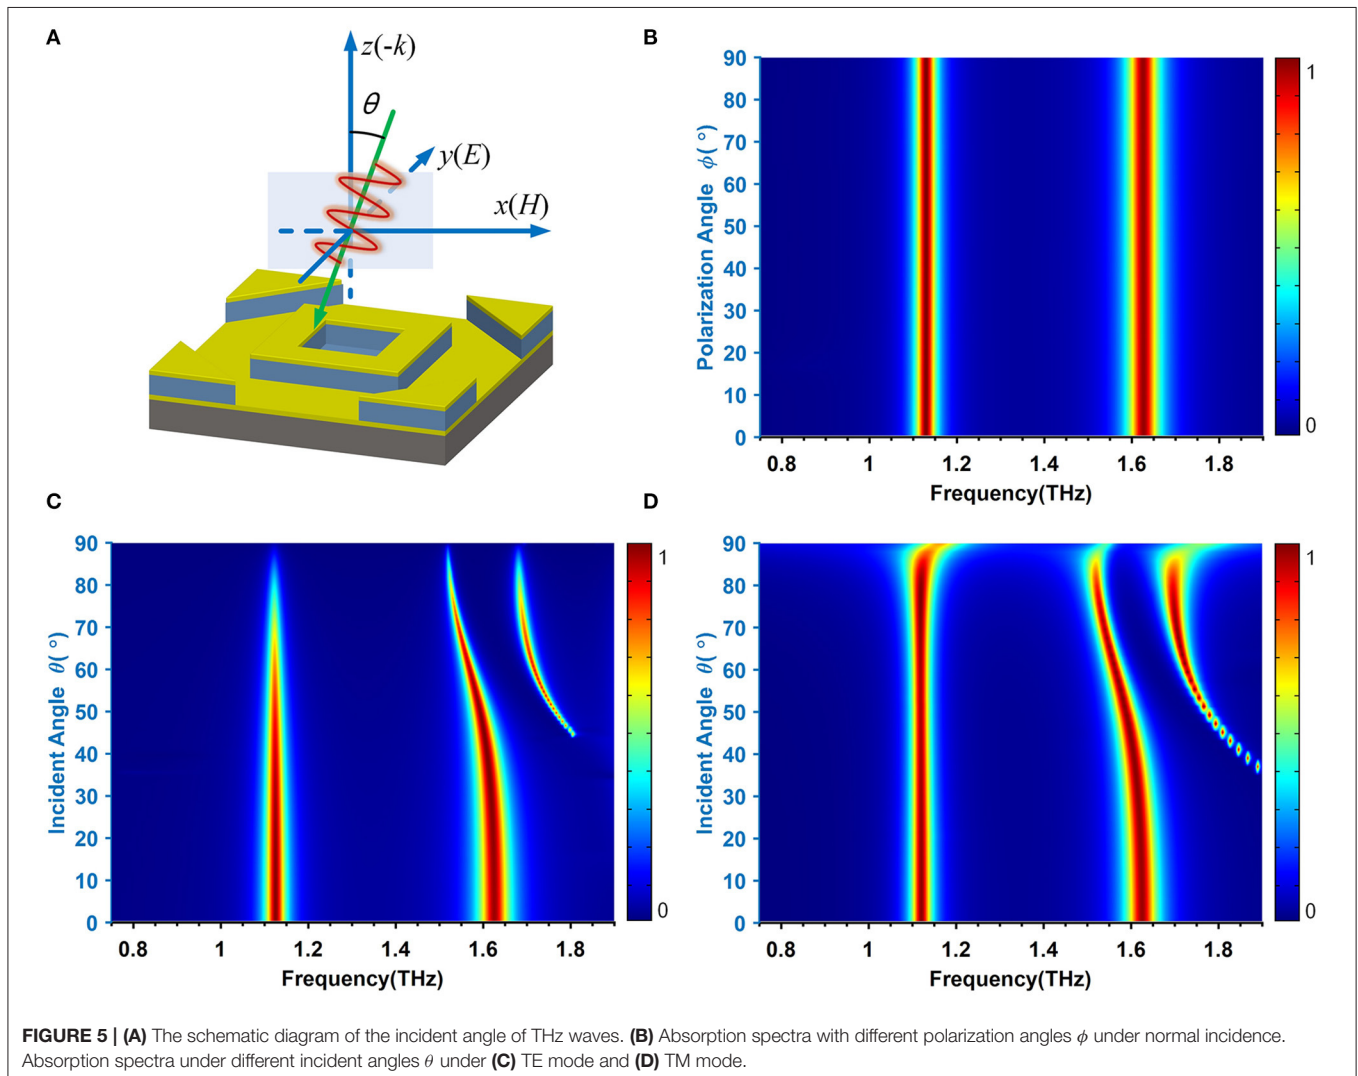 A
z(-k)
θ
y(E)
x(H)
B
90
80
70
60
50
40
30
20
10
0
Polarization Angle ϕ(°)
0.8 1 1.2 1.4 1.6 1.8
Frequency(THz)
1
0
C
90
80
70
60
50
40
30
20
10
0
Incident Angle θ(°)
0.8 1 1.2 1.4 1.6 1.8
Frequency(THz)
1
0
D
90
80
70
60
50
40
30
20
10
0
Incident Angle θ(°)
0.8 1 1.2 1.4 1.6 1.8
Frequency(THz)
1
0
FIGURE 5 | (A) The schematic diagram of the incident angle of THz waves. (B) Absorption spectra with different polarization angles ϕ under normal incidence.
Absorption spectra under different incident angles θ under (C) TE mode and (D) TM mode.